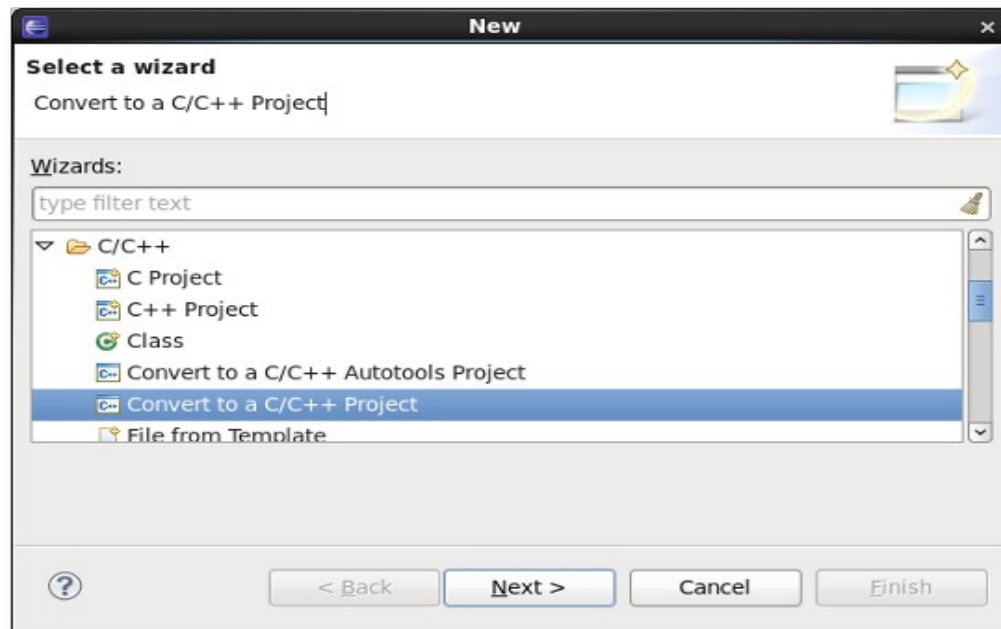 New
Select a wizard
Convert to a C/C++ Project
Wizards:
type filter text
C/C++
C Project
C++ Project
Class
Convert to a C/C++ Autotools Project
Convert to a C/C++ Project
File from Template
< Back Next > Cancel Finish